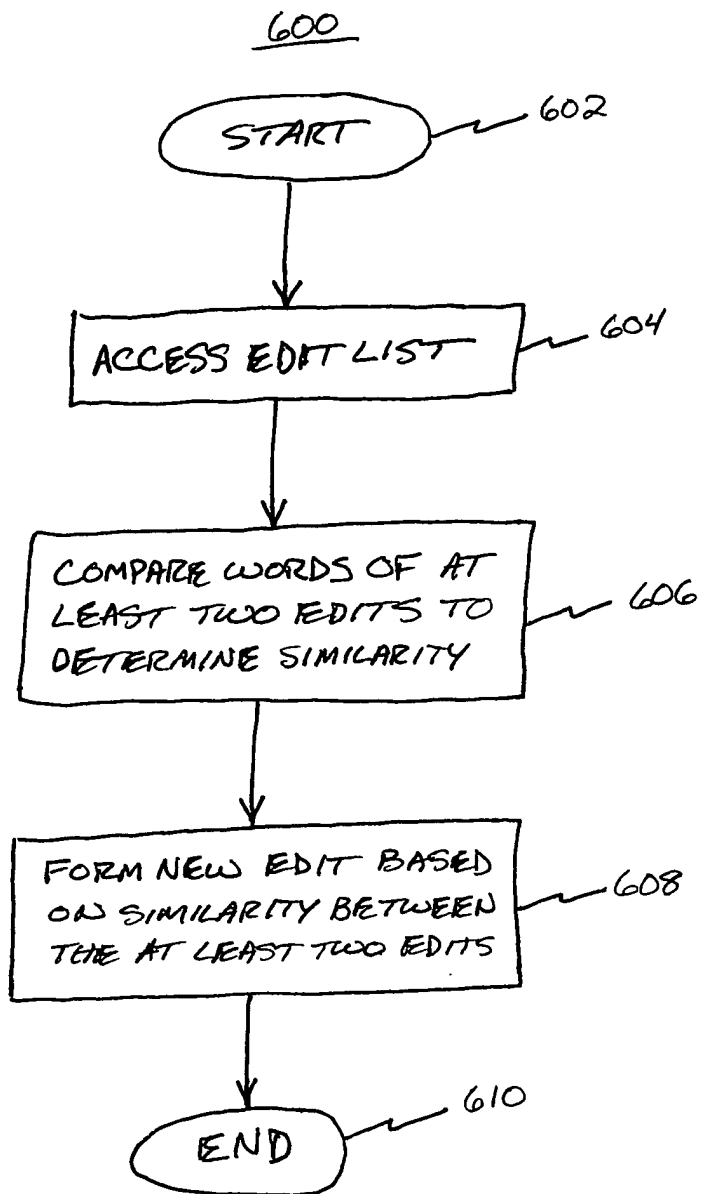 600
START
602
ACCESS EDIT LIST
604
COMPARE WORDS OF AT
LEAST TWO EDITS TO
DETERMINE SIMILARITY
606
FORM NEW EDIT BASED
ON SIMILARITY BETWEEN
THE AT LEAST TWO EDITS
608
END
610